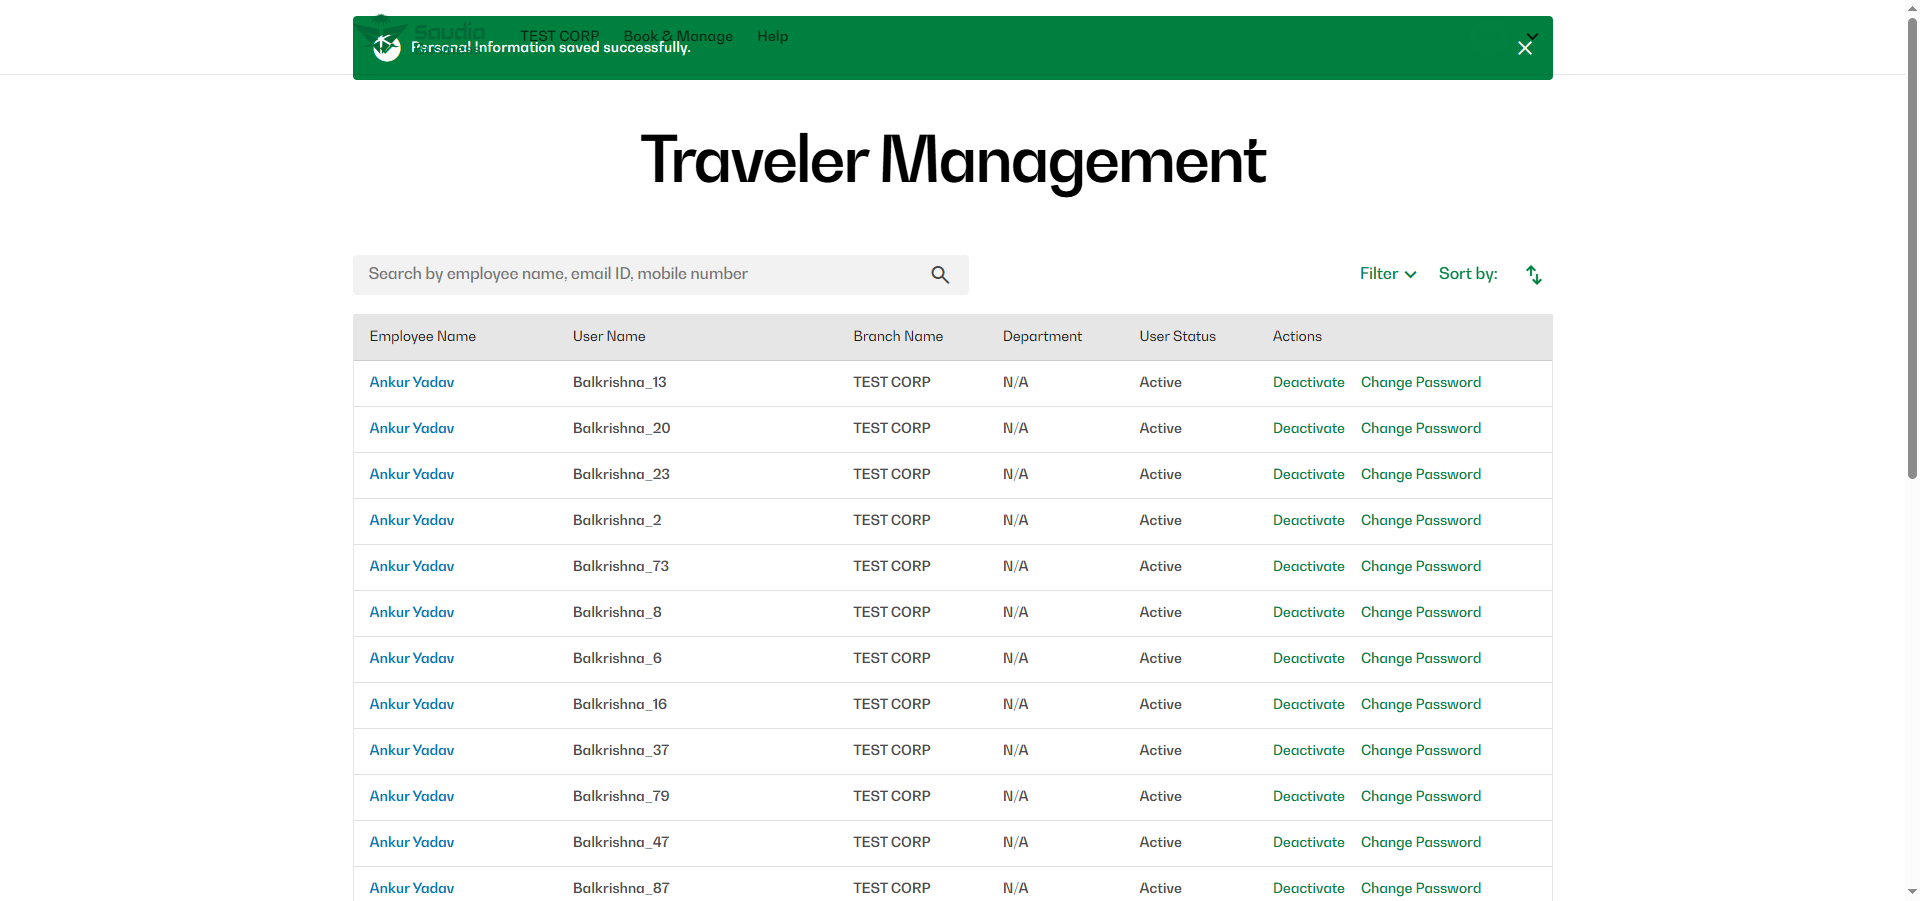 Saudia
TEST CORP Book & Manage Help
Personal Information saved successfully.
Traveler Management
Search by employee name, email ID, mobile number Filter Sort by:
Employee Name User Name Branch Name Department User Status Actions
Ankur Yadav Balkrishna_13 TEST CORP N/A Active Deactivate Change Password
Ankur Yadav Balkrishna_20 TEST CORP N/A Active Deactivate Change Password
Ankur Yadav Balkrishna_23 TEST CORP N/A Active Deactivate Change Password
Ankur Yadav Balkrishna_2 TEST CORP N/A Active Deactivate Change Password
Ankur Yadav Balkrishna_73 TEST CORP N/A Active Deactivate Change Password
Ankur Yadav Balkrishna_8 TEST CORP N/A Active Deactivate Change Password
Ankur Yadav Balkrishna_6 TEST CORP N/A Active Deactivate Change Password
Ankur Yadav Balkrishna_16 TEST CORP N/A Active Deactivate Change Password
Ankur Yadav Balkrishna_37 TEST CORP N/A Active Deactivate Change Password
Ankur Yadav Balkrishna_79 TEST CORP N/A Active Deactivate Change Password
Ankur Yadav Balkrishna_47 TEST CORP N/A Active Deactivate Change Password
Ankur Yadav Balkrishna_87 TEST CORP N/A Active Deactivate Change Password